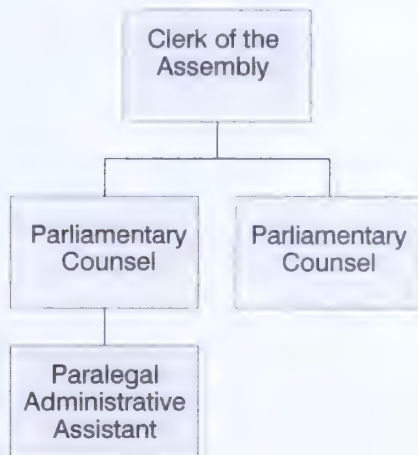 Clerk of the
Assembly
Parliamentary
Counsel
Parliamentary
Counsel
Paralegal
Administrative
Assistant